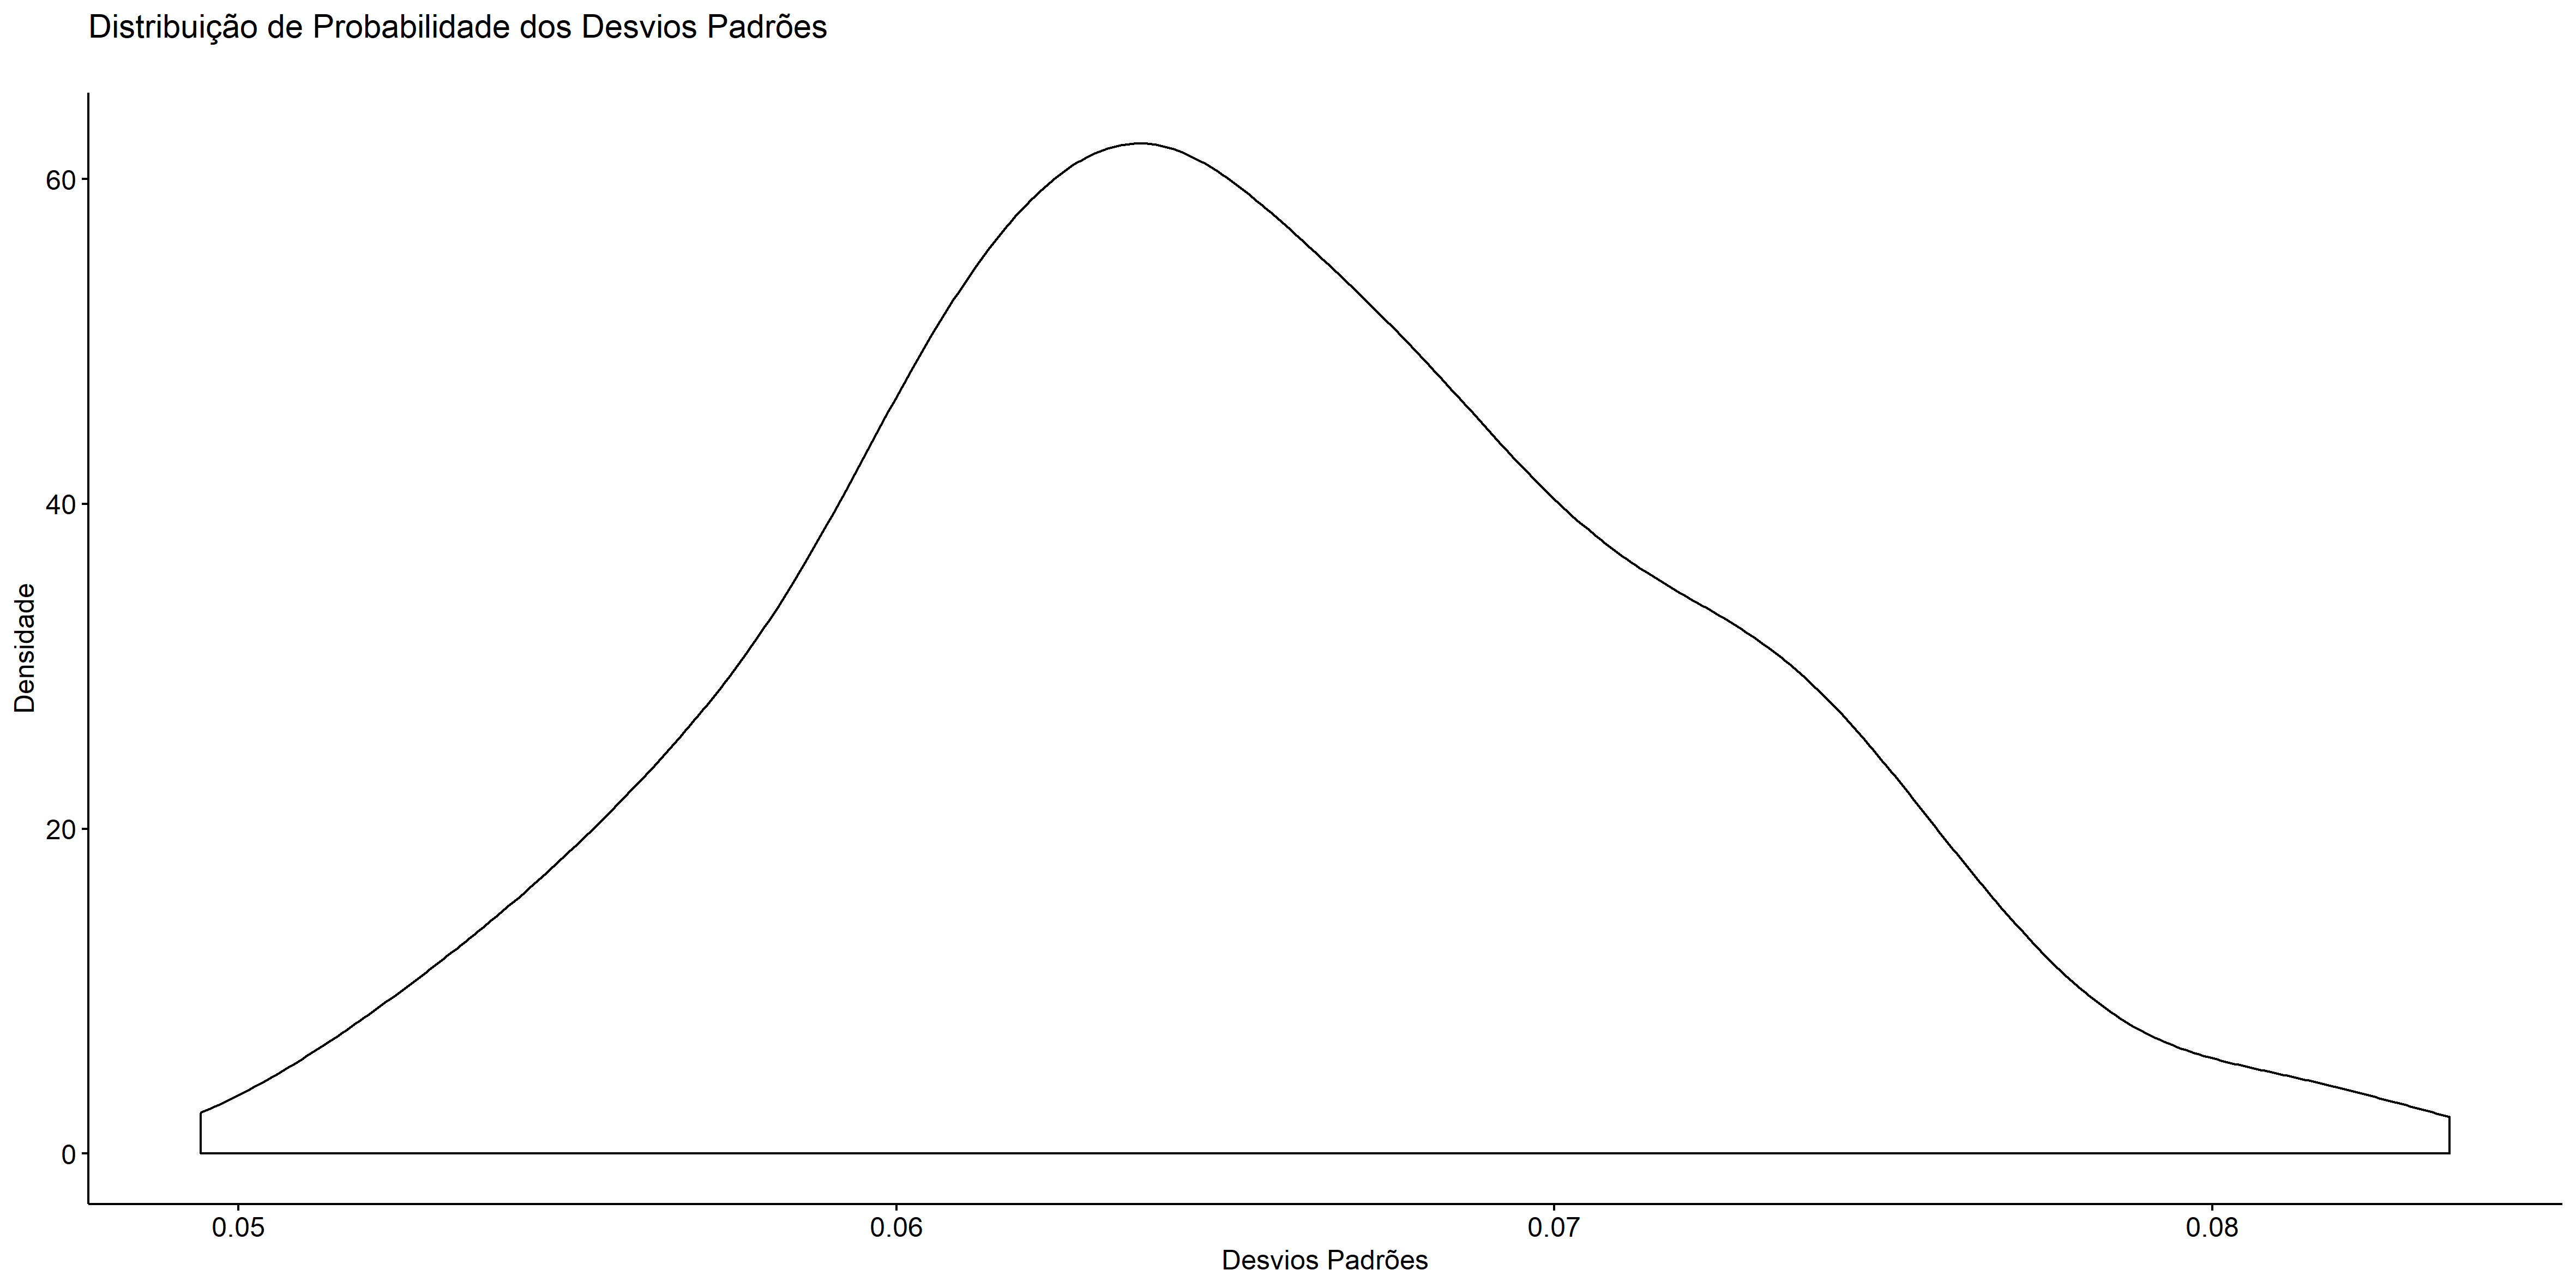 Distribuição de Probabilidade dos Desvios Padrões
60
40
20
0
Densidade
0.05 0.06 0.07 0.08
Desvios Padrões